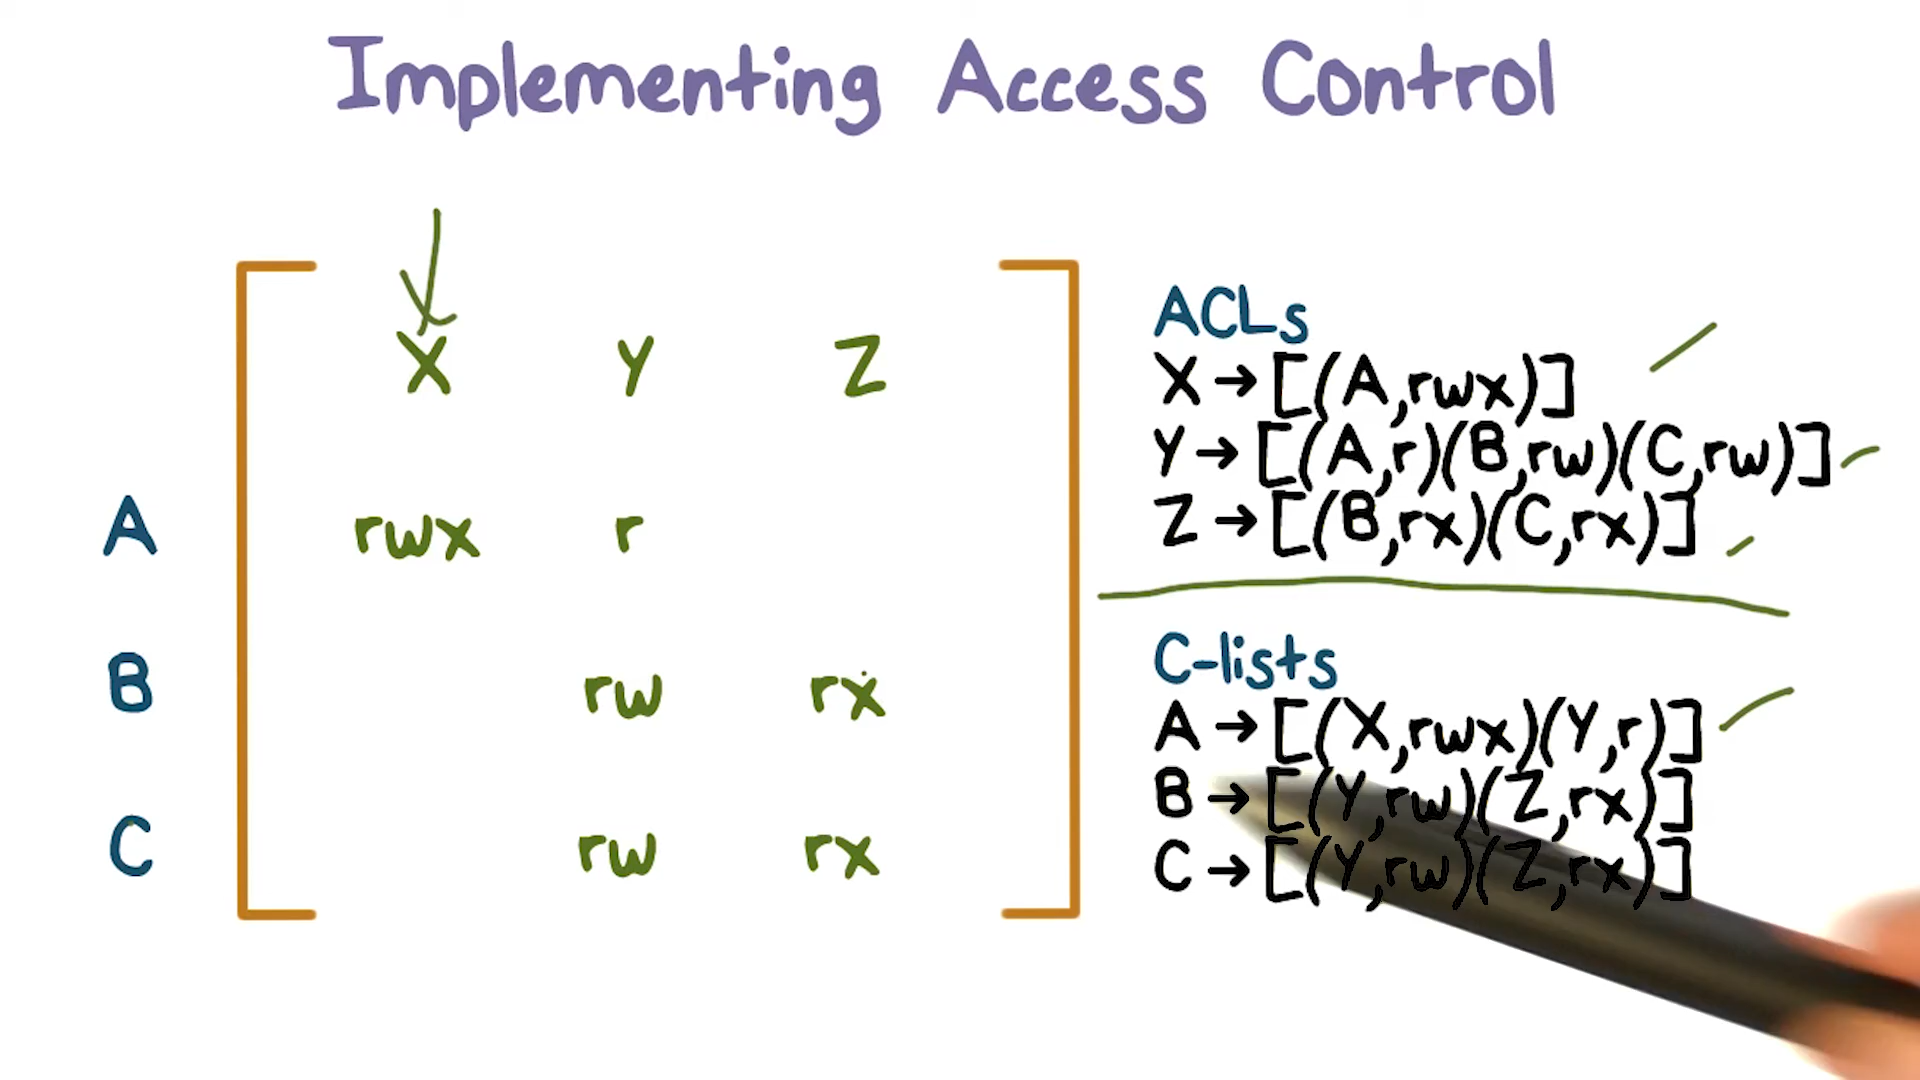 Implementing Access Control
X Y Z
A rwx r
B rw rx
C rw rx
ACLs
X → [(A,rwx)]
Y → [(A,r)(B,rw)(C,rw)]
Z → [(B,rx)(C,rx)]
C-lists
A → [(X,rwx)(Y,r)]
B → [(Y,rw)(Z,rx)]
C → [(Y,rw)(Z,rx)]